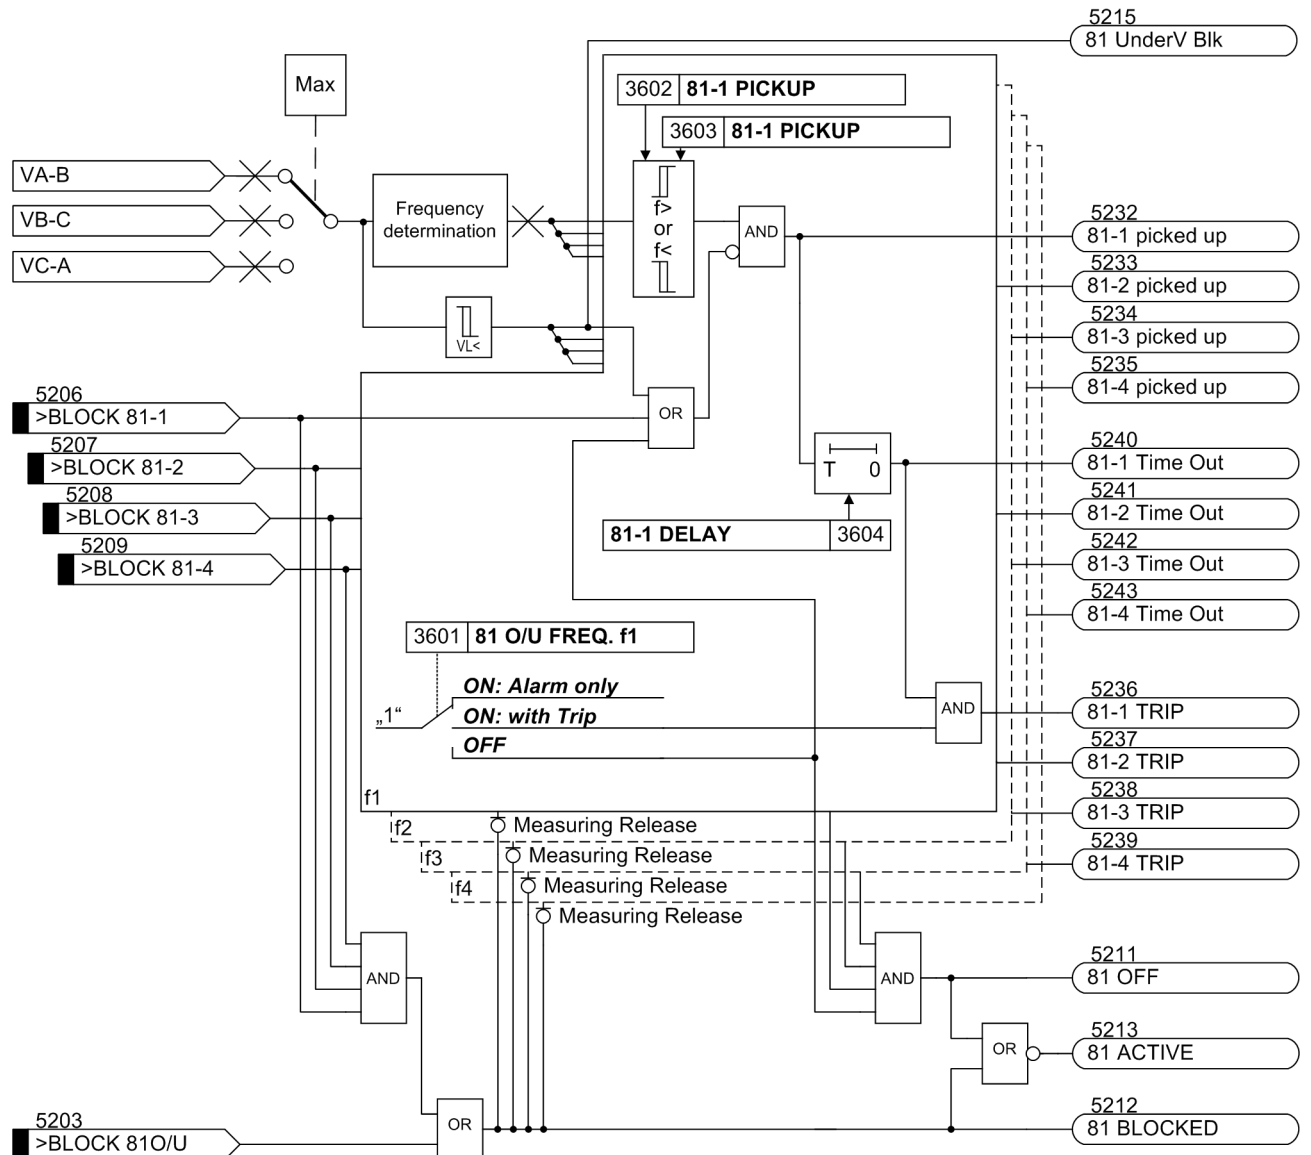 5215
81 UnderV Blk
Max
3602 81-1 PICKUP
3603 81-1 PICKUP
VA-B
VB-C
VC-A
Frequency
determination
f>
or
f<
AND
VL<
5232
81-1 picked up
5233
81-2 picked up
5234
81-3 picked up
5235
81-4 picked up
5206
>BLOCK 81-1
5207
>BLOCK 81-2
5208
>BLOCK 81-3
5209
>BLOCK 81-4
OR
T 0
81-1 DELAY 3604
5240
81-1 Time Out
5241
81-2 Time Out
5242
81-3 Time Out
5243
81-4 Time Out
3601 81 O/U FREQ. f1
ON: Alarm only
„1“
ON: with Trip
OFF
AND
5236
81-1 TRIP
5237
81-2 TRIP
5238
81-3 TRIP
5239
81-4 TRIP
f1
f2
f3
f4
Measuring Release
Measuring Release
Measuring Release
Measuring Release
AND
AND
5211
81 OFF
OR
5213
81 ACTIVE
5203
>BLOCK 81O/U
OR
5212
81 BLOCKED